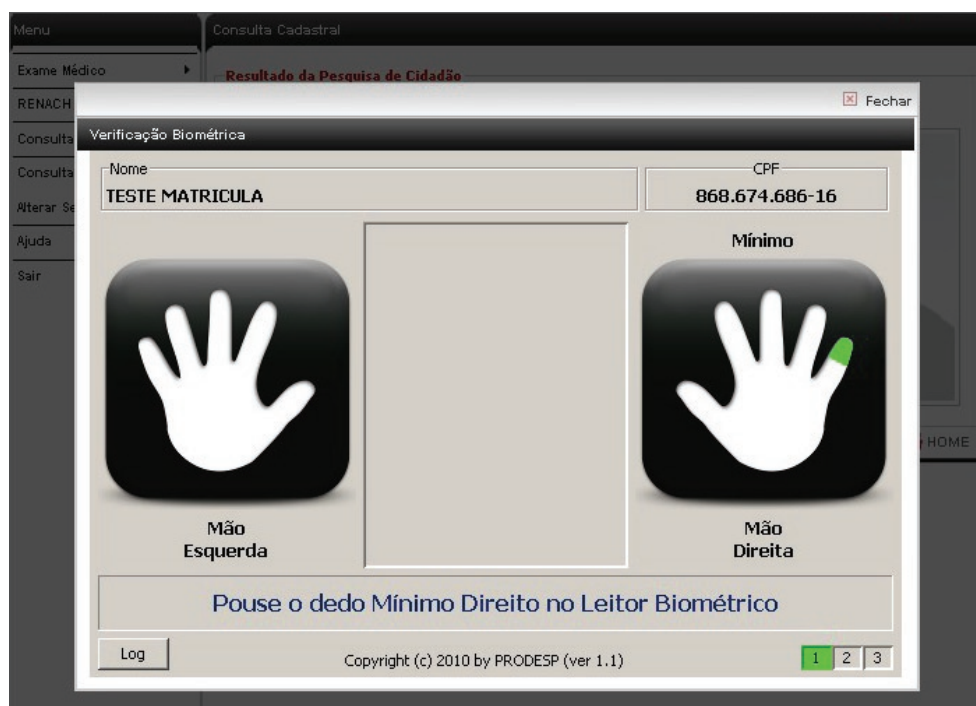 Menu
Consulta Cadastral
Exame Médico
Resultado da Pesquisa de Cidadão
RENACH
Fechar
Consulta
Verificação Biométrica
Consulta
Nome
CPF
TESTE MATRICULA
868.674.686-16
Alterar Se
Ajuda
Mínimo
Sair
HOME
Mão
Esquerda
Mão
Direita
Pouse o dedo Mínimo Direito no Leitor Biométrico
Log
Copyright (c) 2010 by PRODESP (ver 1.1)
1 2 3